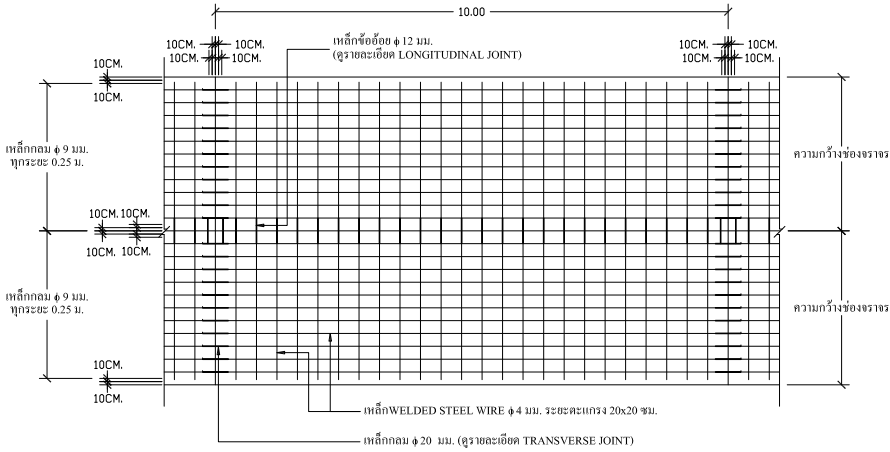 10.00
10CM.
10CM.
10CM.
10CM.
10CM.
10CM.
10CM.
10CM.
เหล็กข้ออ้อย ϕ 12 มม.
(ดูรายละเอียด LONGITUDINAL JOINT)
10CM.
10CM.
เหล็กกลม ϕ 9 มม.
ทุกระยะ 0.25 ม.
ความกว้างช่องจราจร
10CM.
10CM.
10CM.
10CM.
เหล็กกลม ϕ 9 มม.
ทุกระยะ 0.25 ม.
ความกว้างช่องจราจร
10CM.
10CM.
เหล็กWELDED STEEL WIRE ϕ 4 มม. ระยะตะแกรง 20x20 ซม.
เหล็กกลม ϕ 20 มม. (ดูรายละเอียด TRANSVERSE JOINT)